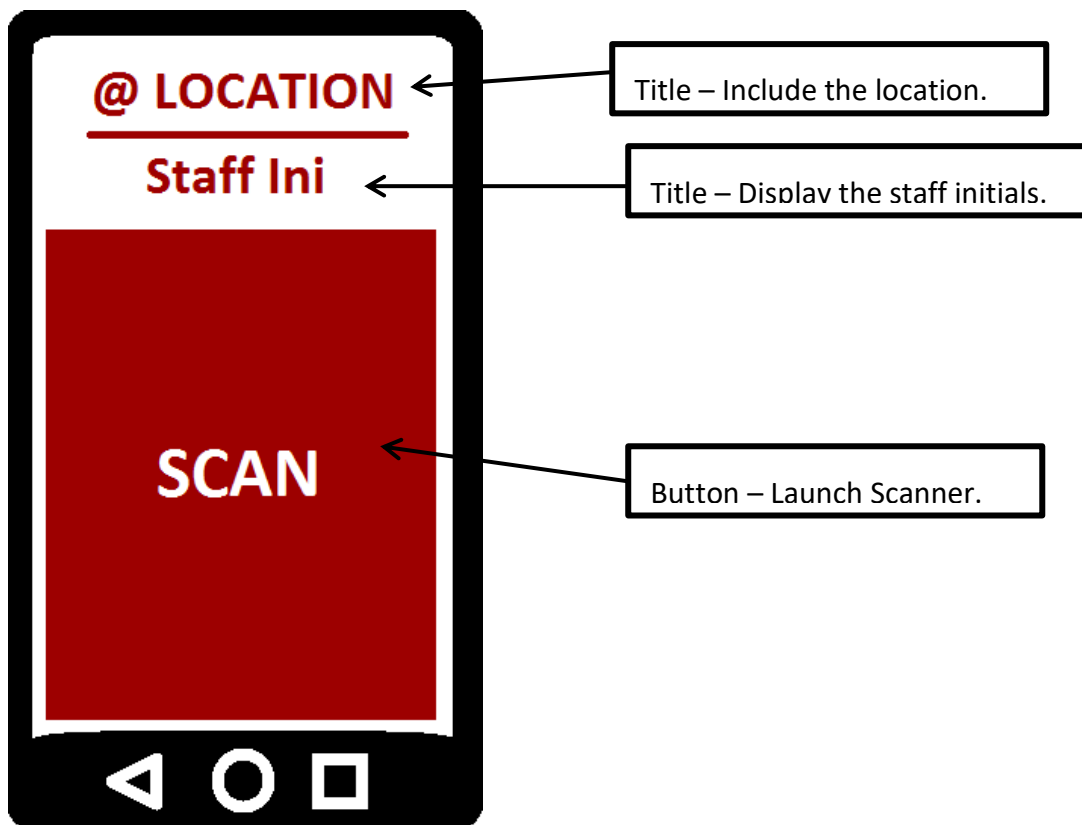 @ LOCATION
Title – Include the location.
Staff Ini
Title – Display the staff initials.
SCAN
Button – Launch Scanner.